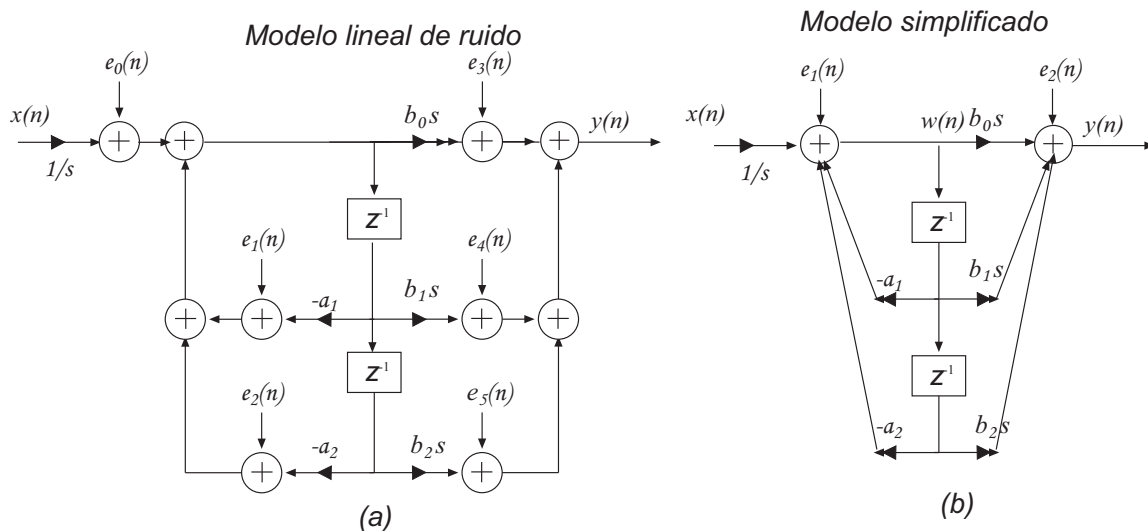 Modelo lineal de ruido
e0(n)
e3(n)
x(n)
1/s
b0s
y(n)
z-1
e1(n)
e4(n)
-a1
b1s
z-1
e2(n)
e5(n)
-a2
b2s
(a)
Modelo simplificado
e1(n)
e2(n)
x(n)
1/s
w(n)
b0s
y(n)
z-1
-a1
b1s
z-1
-a2
b2s
(b)